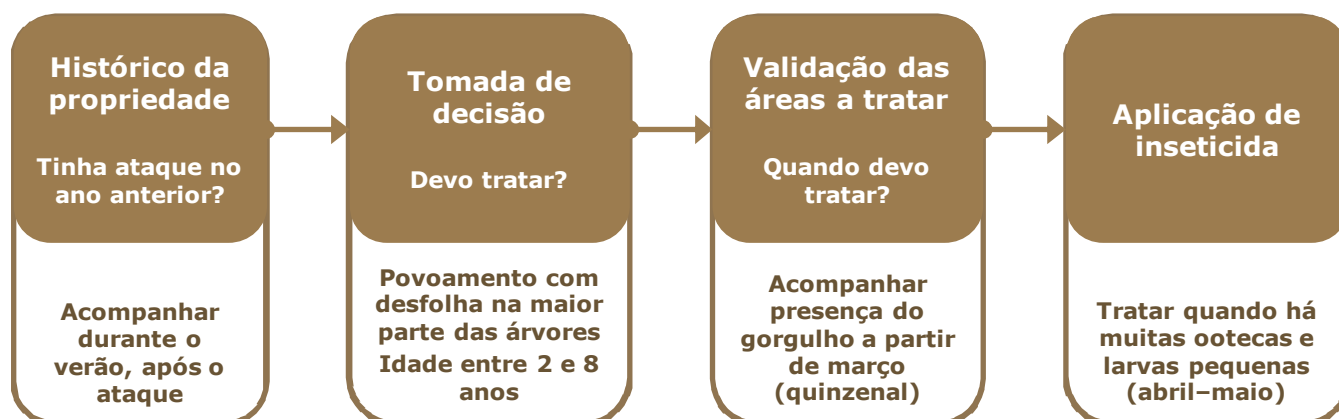 Histórico da
propriedade
Tinha ataque no
ano anterior?
Acompanhar
durante o
verão, após o
ataque
Tomada de
decisão
Devo tratar?
Povoamento com
desfolha na maior
parte das árvores
Idade entre 2 e 8
anos
Validação das
áreas a tratar
Quando devo
tratar?
Acompanhar
presença do
gorgulho a partir
de março
(quinzenal)
Aplicação de
inseticida
Tratar quando há
muitas ootecas e
larvas pequenas
(abril–maio)